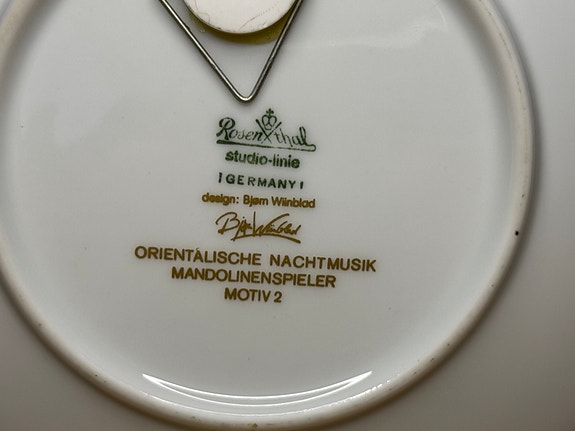 Rosenthal
studio-linie
GERMANY
design: Bjørn Wiinblad
Bjørn Wiinblad
ORIENTALISCHE NACHTMUSIK
MANDOLINENSPIELER
MOTIV 2